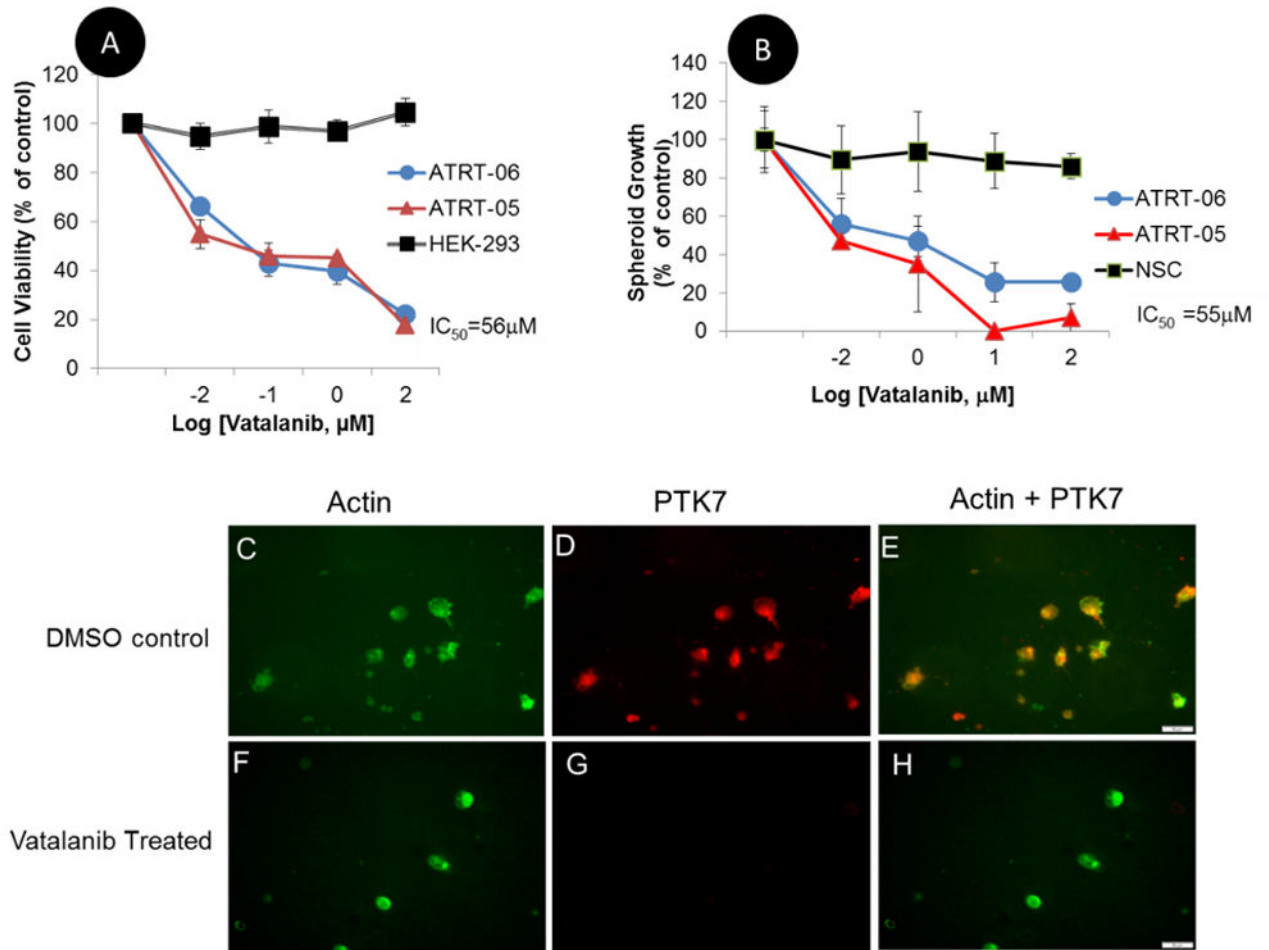 A
Cell Viability (% of control)
120
100
80
60
40
20
0
-2 -1 0 2
Log [Vatalanib, µM]
ATRT-06
ATRT-05
HEK-293
IC50=56µM
B
Spheroid Growth
(% of control)
140
120
100
80
60
40
20
0
-2 0 1 2
Log [Vatalanib, µM]
ATRT-06
ATRT-05
NSC
IC50 =55µM
Actin PTK7 Actin + PTK7
DMSO control
C D E
Vatalanib Treated
F G H